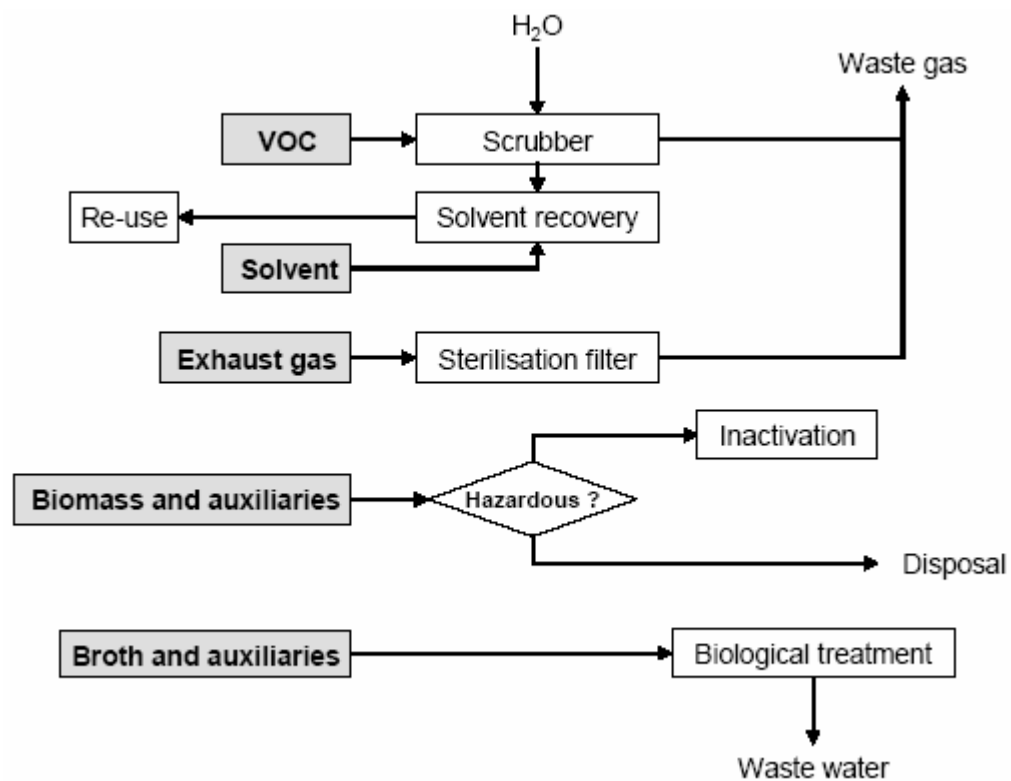 H₂O
Waste gas
VOC
Scrubber
Re-use
Solvent recovery
Solvent
Exhaust gas
Sterilisation filter
Inactivation
Biomass and auxiliaries
Hazardous ?
Disposal
Broth and auxiliaries
Biological treatment
Waste water